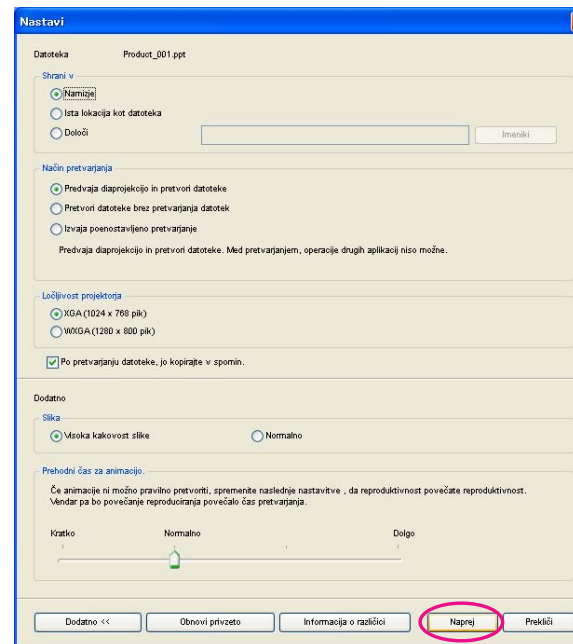 Nastavi
Datoteka Product_001.ppt
Shrani v
Namizje
Ista lokacija kot datoteka
Določi Imeniki
Način pretvarjanja
Predvaja diaprojekcijo in pretvori datoteke
Pretvori datoteke brez pretvarjanja datotek
Izvaja poenostavljeno pretvarjanje
Predvaja diaprojekcijo in pretvori datoteke. Med pretvarjanjem, operacije drugih aplikacij niso možne.
Ločljivost projektorja
XGA (1024 x 768 pik)
WXGA (1280 x 800 pik)
Po pretvarjanju datoteke, jo kopirajte v spomin.
Dodatno
Slika
Visoka kakovost slike Normalno
Prehodni čas za animacijo.
Če animacije ni možno pravilno pretvoriti, spremenite naslednje nastavitve , da reproduktivnost povečate reproduktivnost.
Vendar pa bo povečanje reproduciranja povečalo čas pretvarjanja.
Kratko Normalno Dolgo
Dodatno << Obnovi privzeto Informacija o različici Naprej Prekliči